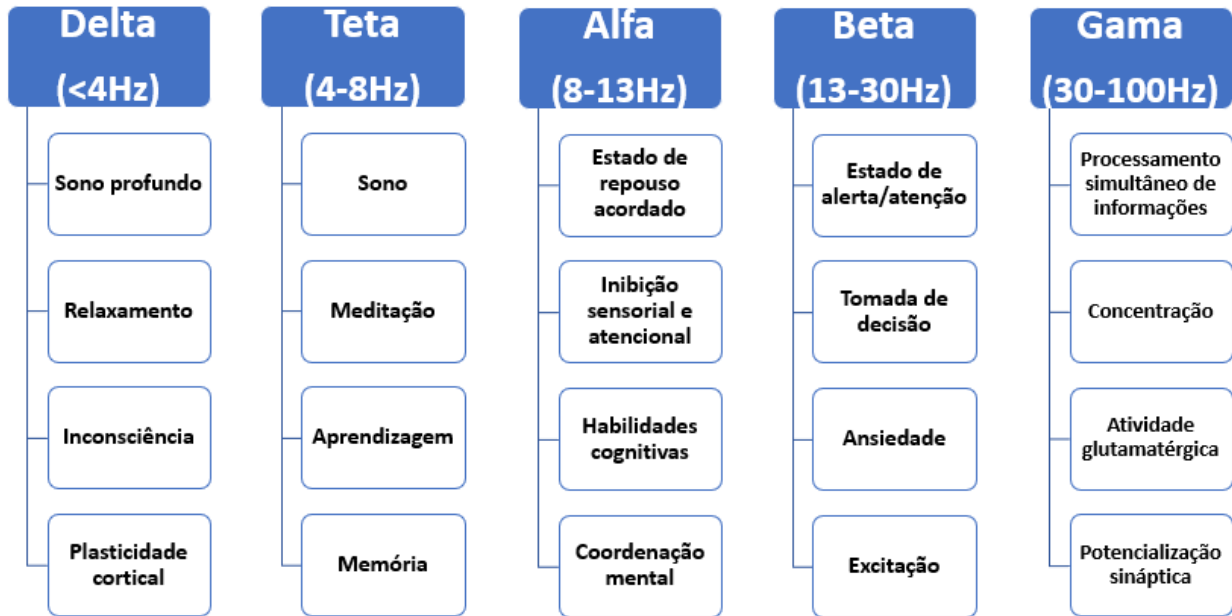 Delta
(<4Hz)
Sono profundo
Relaxamento
Inconsciência
Plasticidade
cortical
Teta
(4-8Hz)
Sono
Meditação
Aprendizagem
Memória
Alfa
(8-13Hz)
Estado de
repouso
acordado
Inibição
sensorial e
atencional
Habilidades
cognitivas
Coordenação
mental
Beta
(13-30Hz)
Estado de
alerta/atenção
Tomada de
decisão
Ansiedade
Excitação
Gama
(30-100Hz)
Processamento
simultâneo de
informações
Concentração
Atividade
glutamatérgica
Potencialização
sináptica